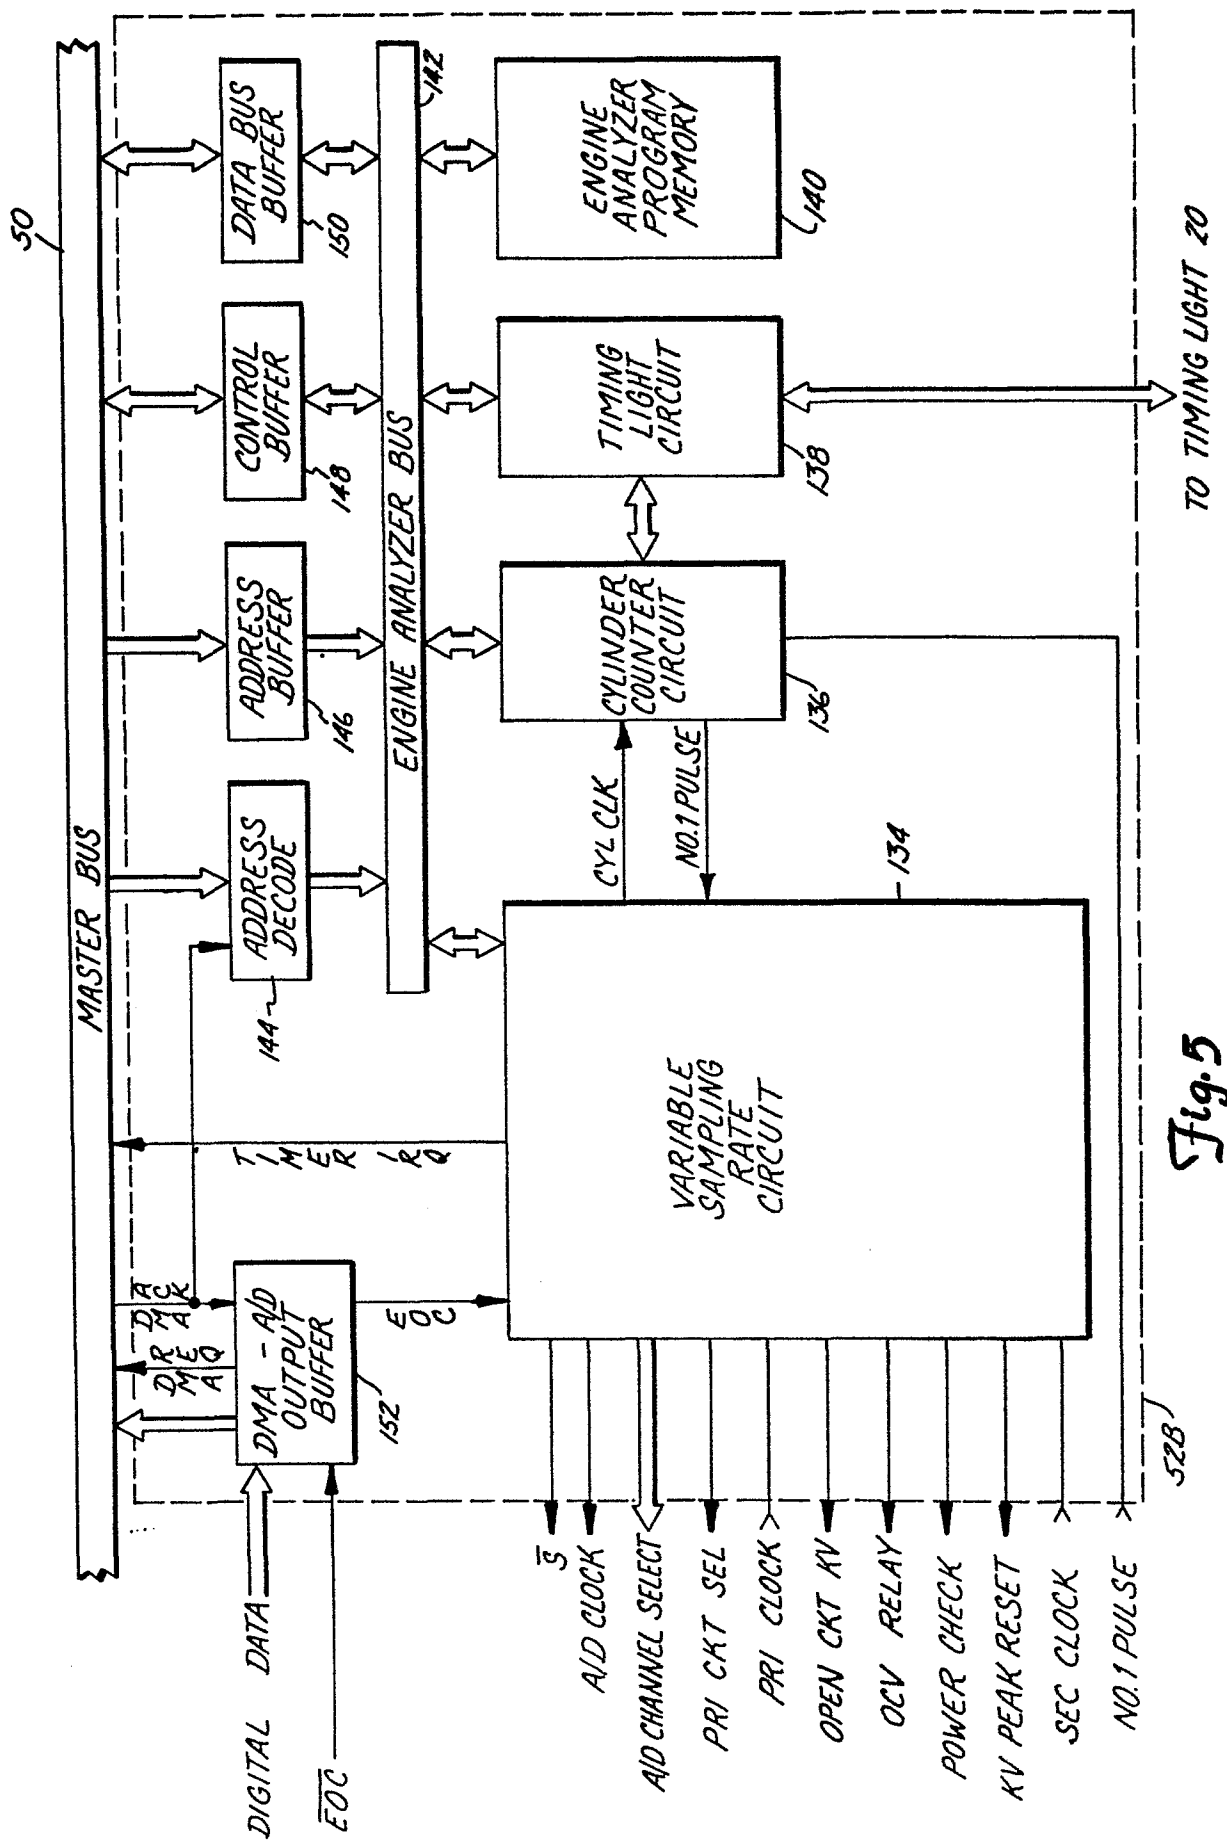 50
MASTER BUS
DMA
REQ
DMA
ACK
TIMER IRQ
DMA - A/D
OUTPUT
BUFFER
152
EOC
144
ADDRESS
DECODE
146
ADDRESS
BUFFER
148
CONTROL
BUFFER
150
DATA BUS
BUFFER
ENGINE ANALYZER BUS
142
DIGITAL DATA
E̅O̅C̅
S̅
A/D CLOCK
A/D CHANNEL SELECT
PRI CKT SEL
PRI CLOCK
OPEN CKT KV
OCV RELAY
POWER CHECK
KV PEAK RESET
SEC CLOCK
NO.1 PULSE
VARIABLE
SAMPLING
RATE
CIRCUIT
134
CYL CLK
NO.1 PULSE
CYLINDER
COUNTER
CIRCUIT
136
TIMING
LIGHT
CIRCUIT
138
ENGINE
ANALYZER
PROGRAM
MEMORY
140
52B
TO TIMING LIGHT 20
Fig. 5